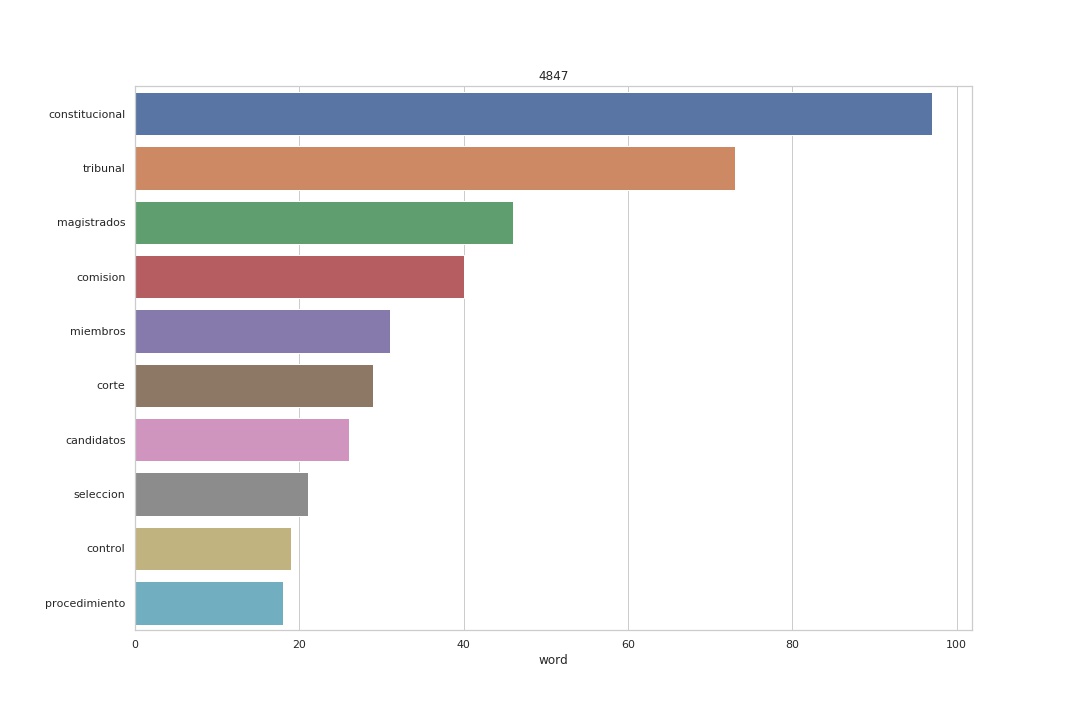 4847
constitucional
tribunal
magistrados
comision
miembros
corte
candidatos
seleccion
control
procedimiento
0 20 40 60 80 100
word